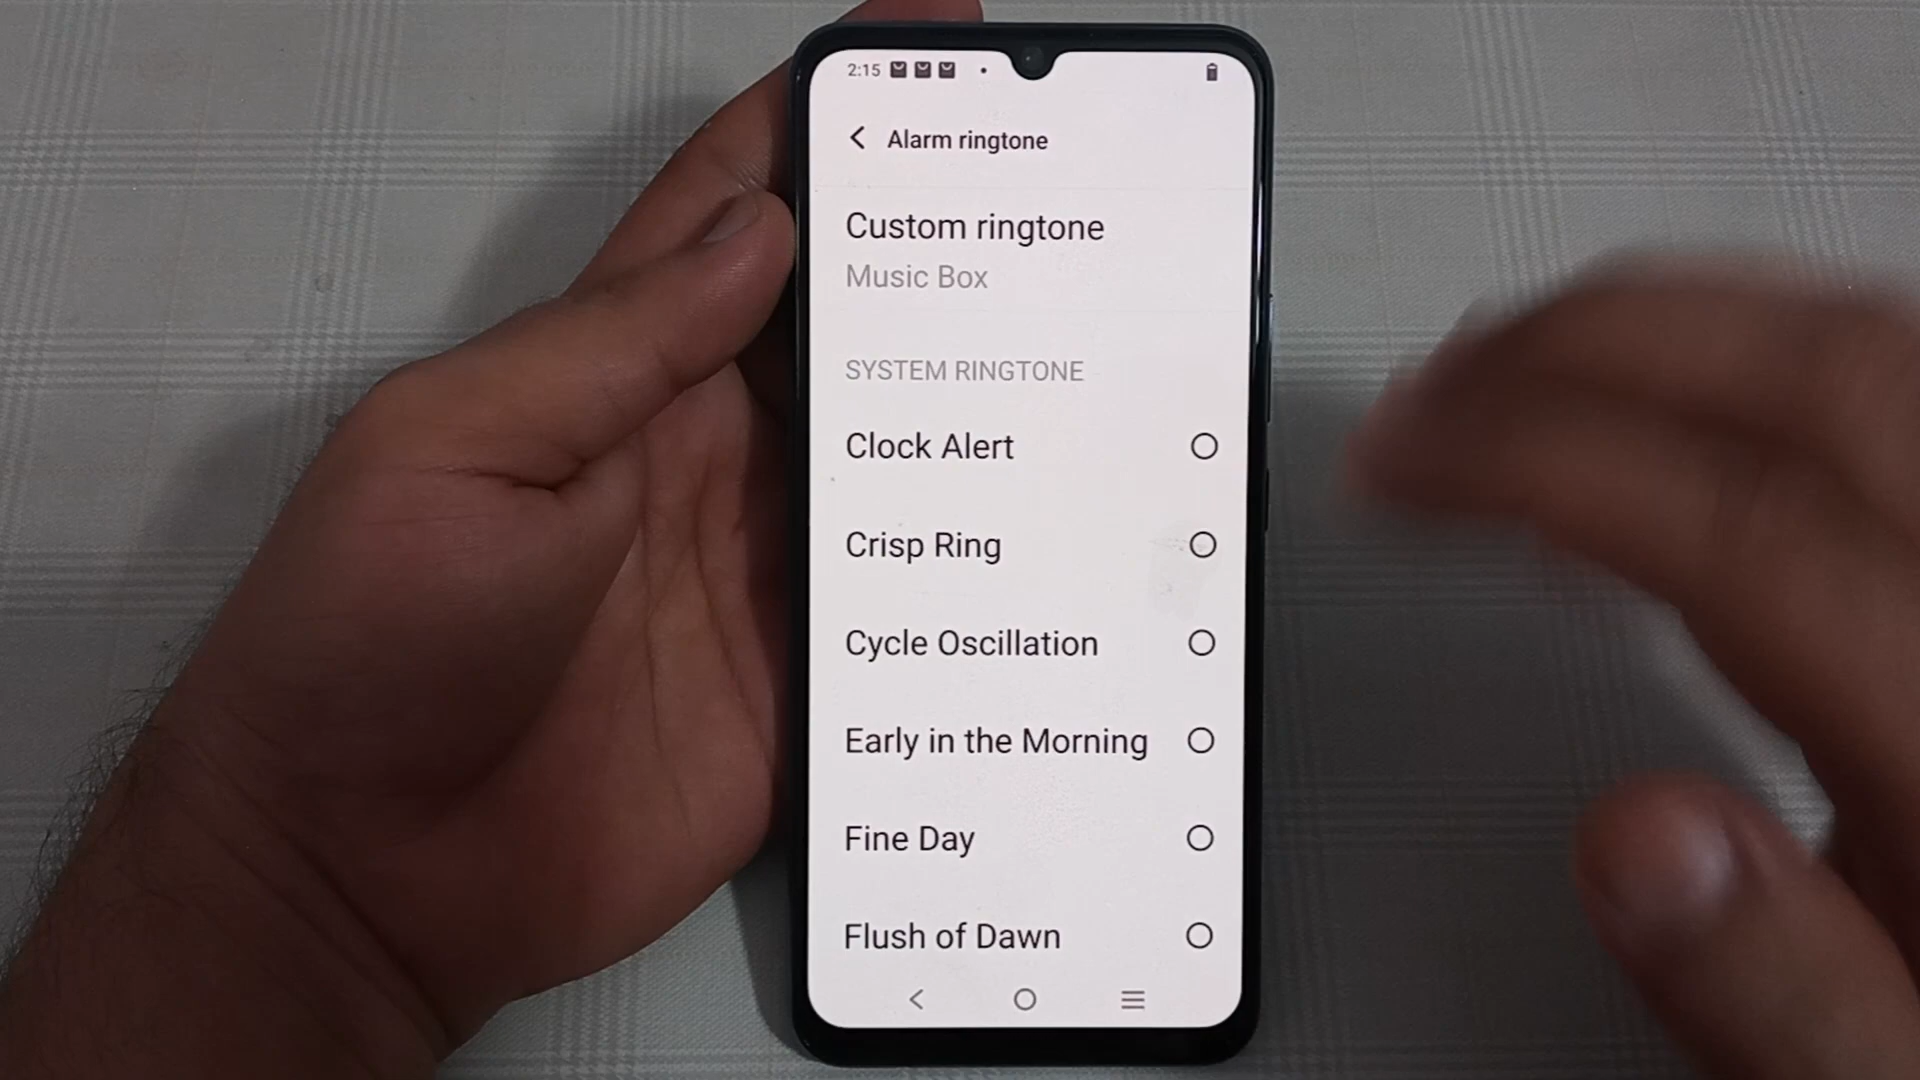 2:15
Alarm ringtone
Custom ringtone
Music Box
SYSTEM RINGTONE
Clock Alert
Crisp Ring
Cycle Oscillation
Early in the Morning
Fine Day
Flush of Dawn